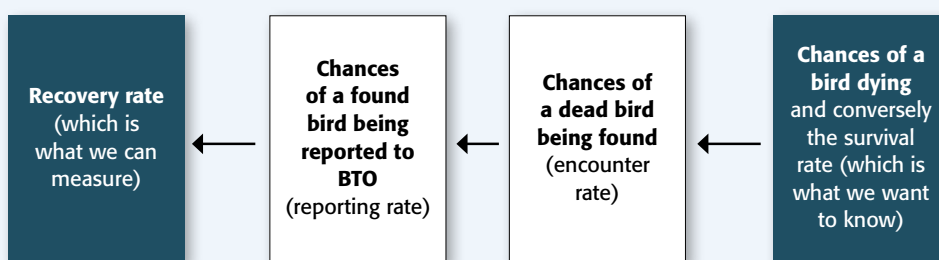 Recovery rate
(which is
what we can
measure)
Chances
of a found
bird being
reported to
BTO
(reporting rate)
Chances of
a dead bird
being found
(encounter
rate)
Chances of a
bird dying
and conversely
the survival
rate (which is
what we want
to know)